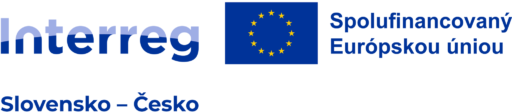 Interreg
Spolufinancovaný
Európskou úniou
Slovensko – Česko